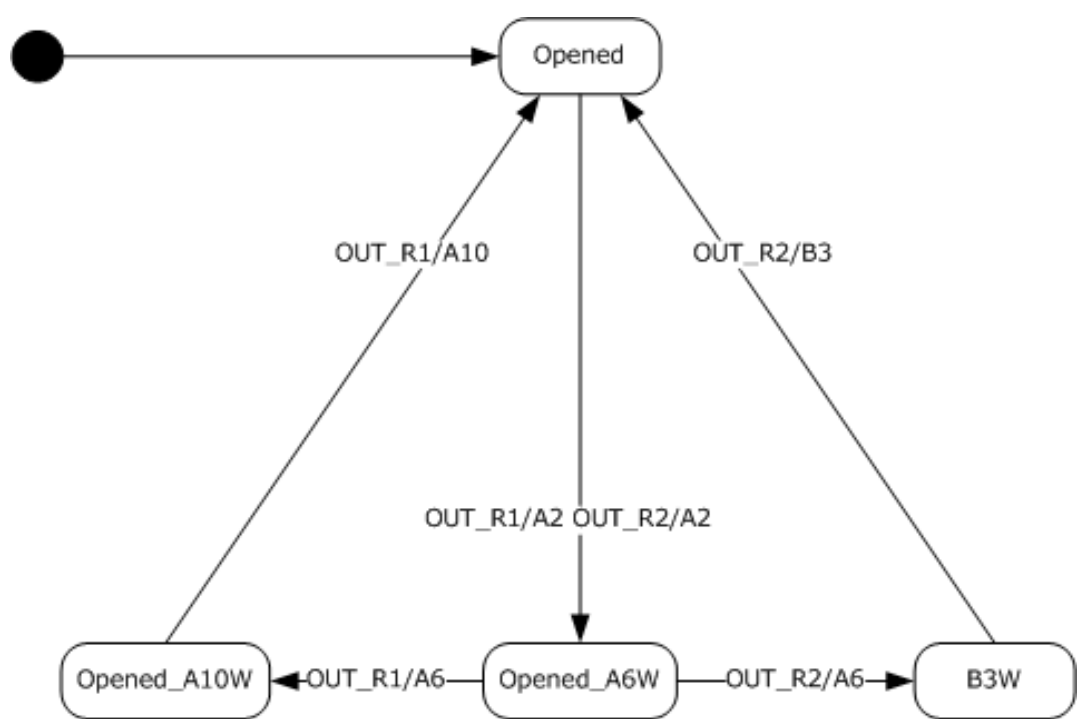 Opened
OUT_R1/A10
OUT_R2/B3
OUT_R1/A2 OUT_R2/A2
Opened_A10W
OUT_R1/A6
Opened_A6W
OUT_R2/A6
B3W